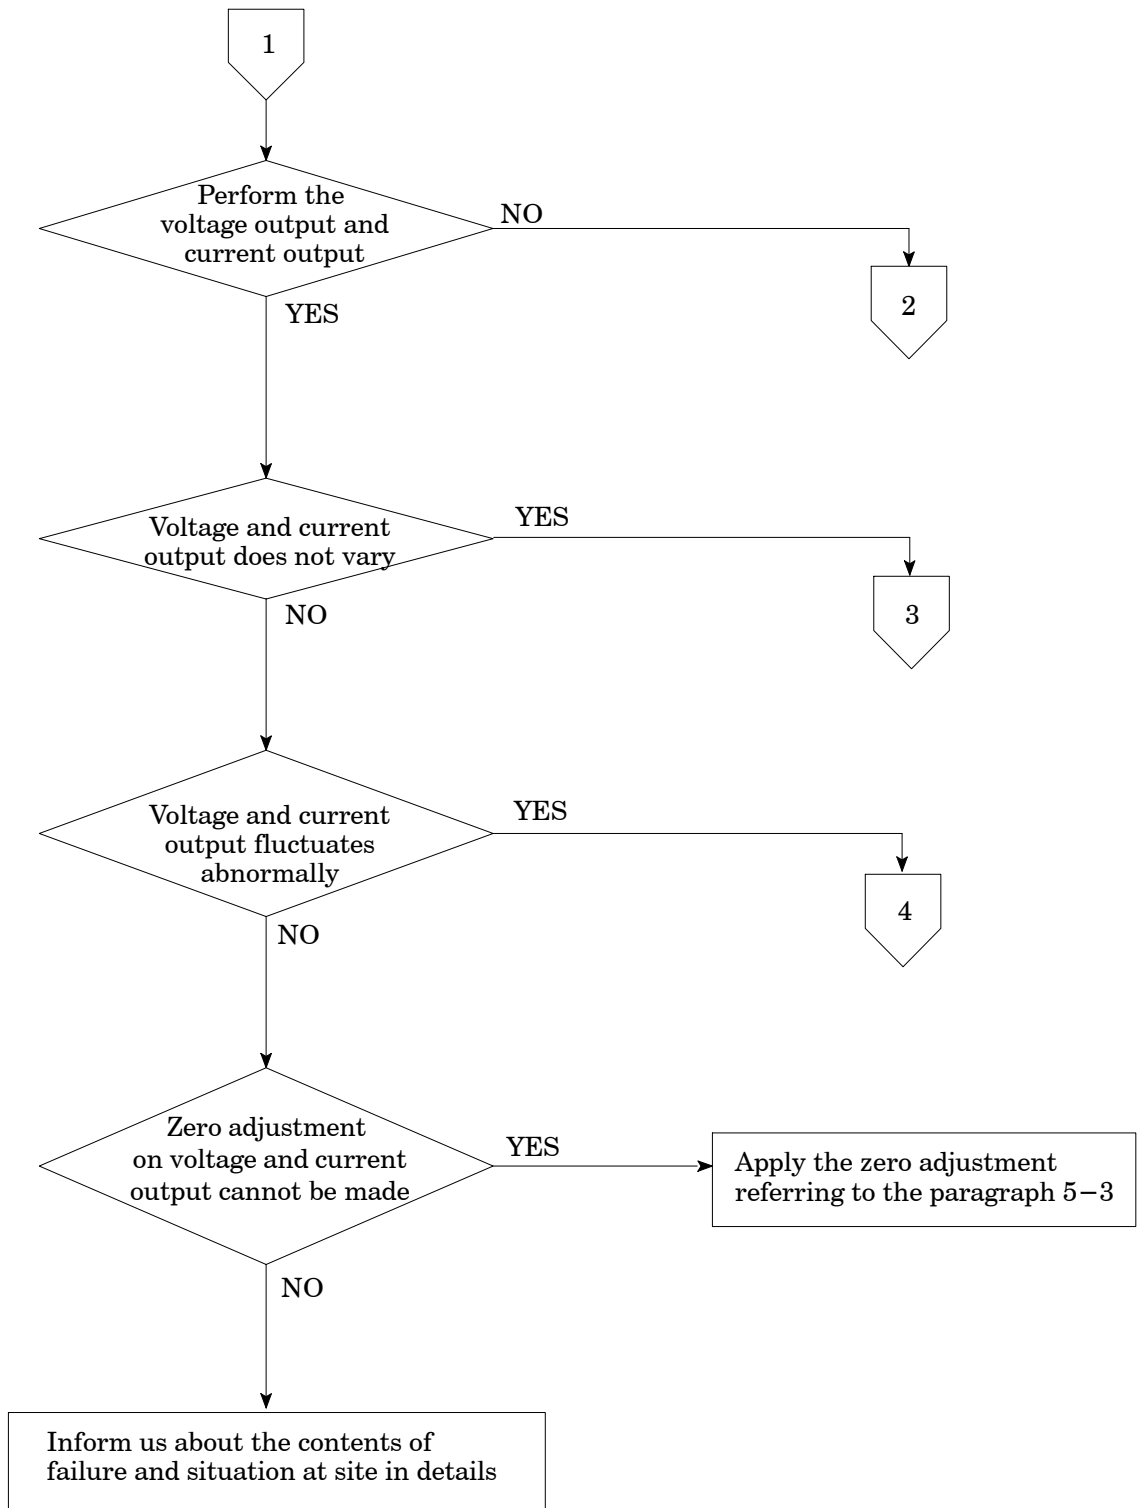 1
Perform the
voltage output and
current output
NO
YES
2
Voltage and current
output does not vary
YES
NO
3
Voltage and current
output fluctuates
abnormally
YES
NO
4
Zero adjustment
on voltage and current
output cannot be made
YES
Apply the zero adjustment
referring to the paragraph 5−3
NO
Inform us about the contents of
failure and situation at site in details